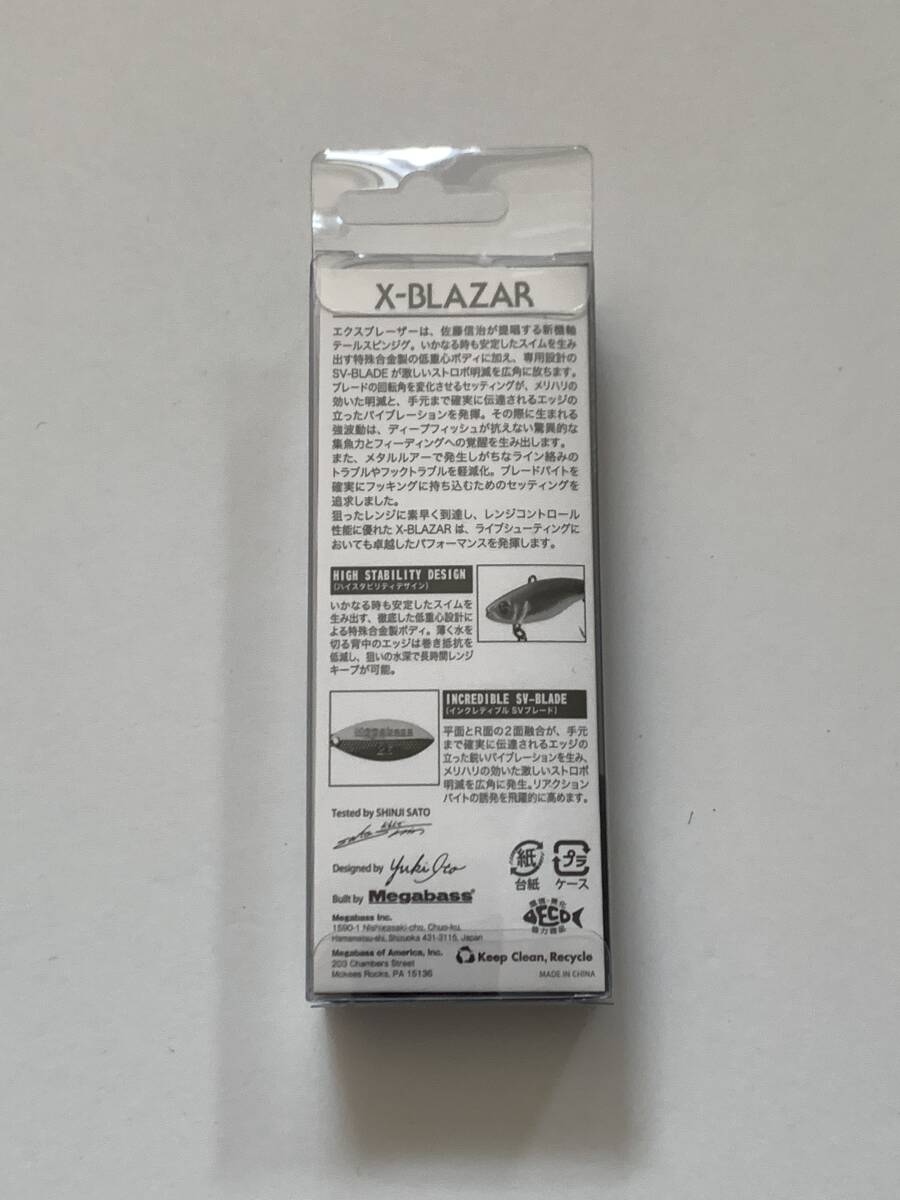 X-BLAZAR
エクスブレーザーは、佐藤信治が提唱する新機軸
テールスピンジグ。いかなる時も安定したスイムを生み
出す特殊合金製の低重心ボディに加え、専用設計の
SV-BLADEが激しいストロボ明滅を広角に放ちます。
ブレードの回転角を変化させるセッティングが、メリハリの
効いた明滅と、手元まで確実に伝達されるエッジの
立ったバイブレーションを発揮。その際に生まれる
強波動は、ディープフィッシュが抗えない驚異的な
集魚力とフィーディングへの覚醒を生み出します。
また、メタルルアーで発生しがちなライン絡みの
トラブルやフックトラブルを軽減化。ブレードバイトを
確実にフッキングに持ち込むためのセッティングを
追求しました。
狙ったレンジに素早く到達し、レンジコントロール
性能に優れたX-BLAZARは、ライブシューティングに
おいても卓越したパフォーマンスを発揮します。
HIGH STABILITY DESIGN
(ハイスタビリティデザイン)
いかなる時も安定したスイムを
生み出す、徹底した低重心設計に
よる特殊合金製ボディ。薄く水を
切る背中のエッジは巻き抵抗を
低減し、狙いの水深で長時間レンジ
キープが可能。
INCREDIBLE SV-BLADE
(インクレディブル SVブレード)
Megabass
平面とR面の2面融合が、手元
まで確実に伝達されるエッジの
立った鋭いバイブレーションを生み、
メリハリの効いた激しいストロボ
明滅を広角に発生。リアクション
バイトの誘発を飛躍的に高めます。
Tested by SHINJI SATO
Designed by Yuki Ito
Built by Megabass
紙
台紙
プラ
ケース
ECO
Megabass Inc.
1590-1 Nishigasaki-cho, Chuo-ku,
Hamamatsu-shi, Shizuoka 431-3115, Japan
Megabass of America, Inc.
203 Chambers Street
Mckees Rocks, PA 15136
Keep Clean, Recycle
MADE IN CHINA